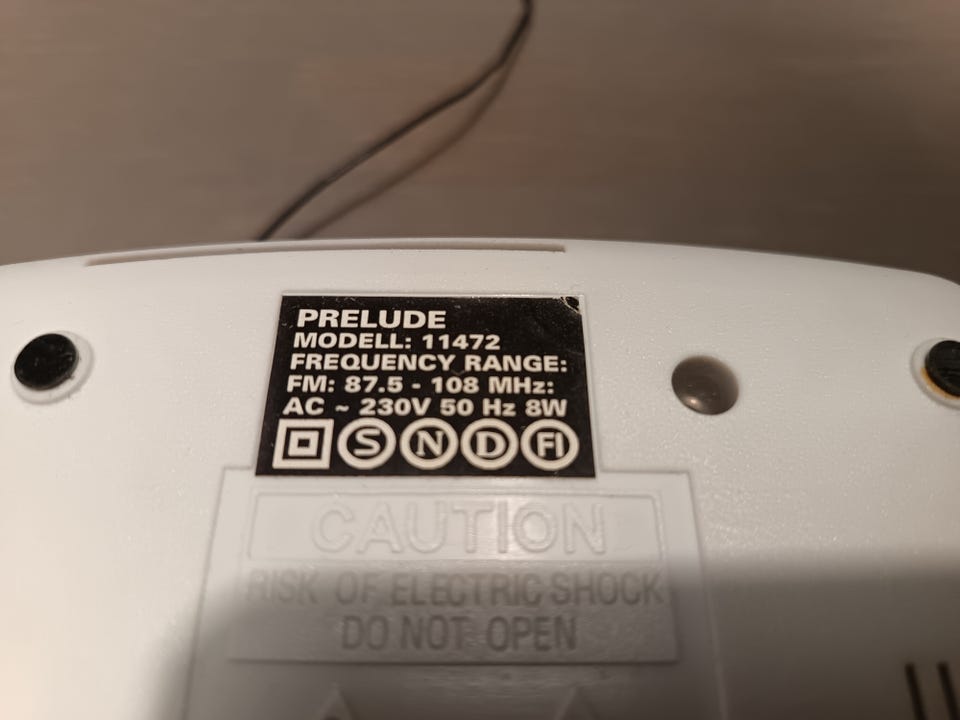 PRELUDE
MODELL: 11472
FREQUENCY RANGE:
FM: 87.5 - 108 MHz:
AC ~ 230V 50 Hz 8W
S N D FI
CAUTION
RISK OF ELECTRIC SHOCK
DO NOT OPEN